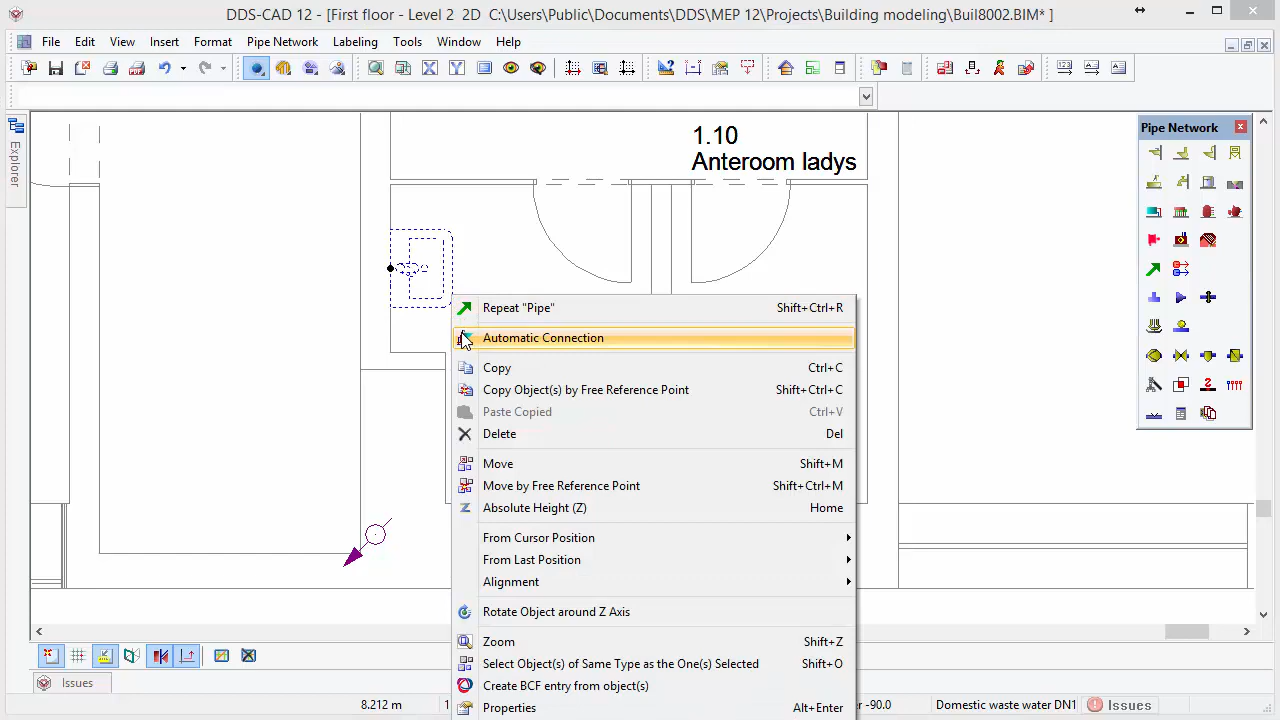 DDS-CAD 12 - [First floor - Level 2  2D  C:\Users\Public\Documents\DDS\MEP 12\Projects\Building modeling\Buil8002.BIM* ]
File Edit View Insert Format Pipe Network Labeling Tools Window Help
Explorer
1.10
Anteroom ladys
Pipe Network
Repeat "Pipe" Shift+Ctrl+R
Automatic Connection
Copy Ctrl+C
Copy Object(s) by Free Reference Point Shift+Ctrl+C
Paste Copied Ctrl+V
Delete Del
Move Shift+M
Move by Free Reference Point Shift+Ctrl+M
Absolute Height (Z) Home
From Cursor Position
From Last Position
Alignment
Rotate Object around Z Axis
Zoom Shift+Z
Select Object(s) of Same Type as the One(s) Selected Shift+O
Create BCF entry from object(s)
Properties Alt+Enter
Issues
8.212 m 1 r -90.0 Domestic waste water DN1 Issues